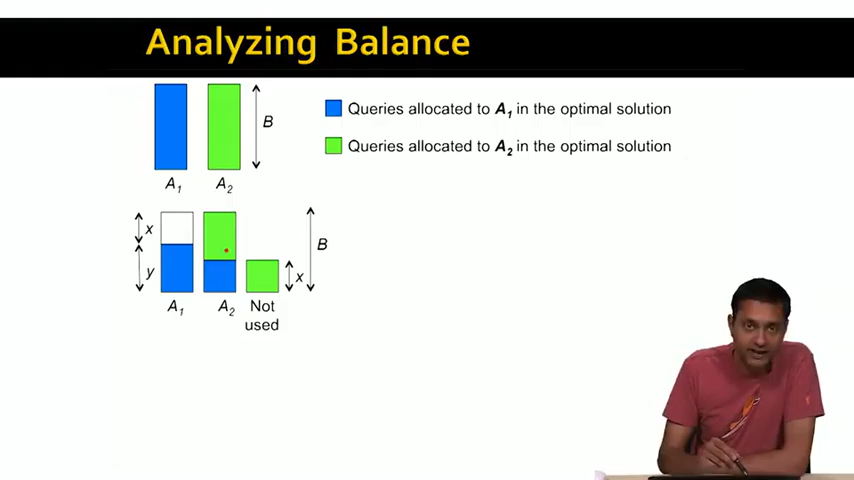 Analyzing Balance
B
A1 A2
Queries allocated to A1 in the optimal solution
Queries allocated to A2 in the optimal solution
x
y
B
x
A1 A2 Not
used